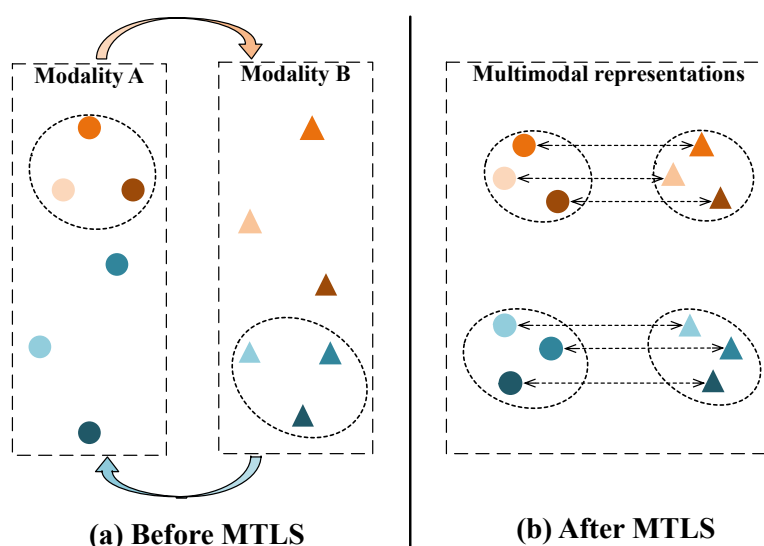 Modality A
Modality B
Multimodal representations
(a) Before MTLS
(b) After MTLS